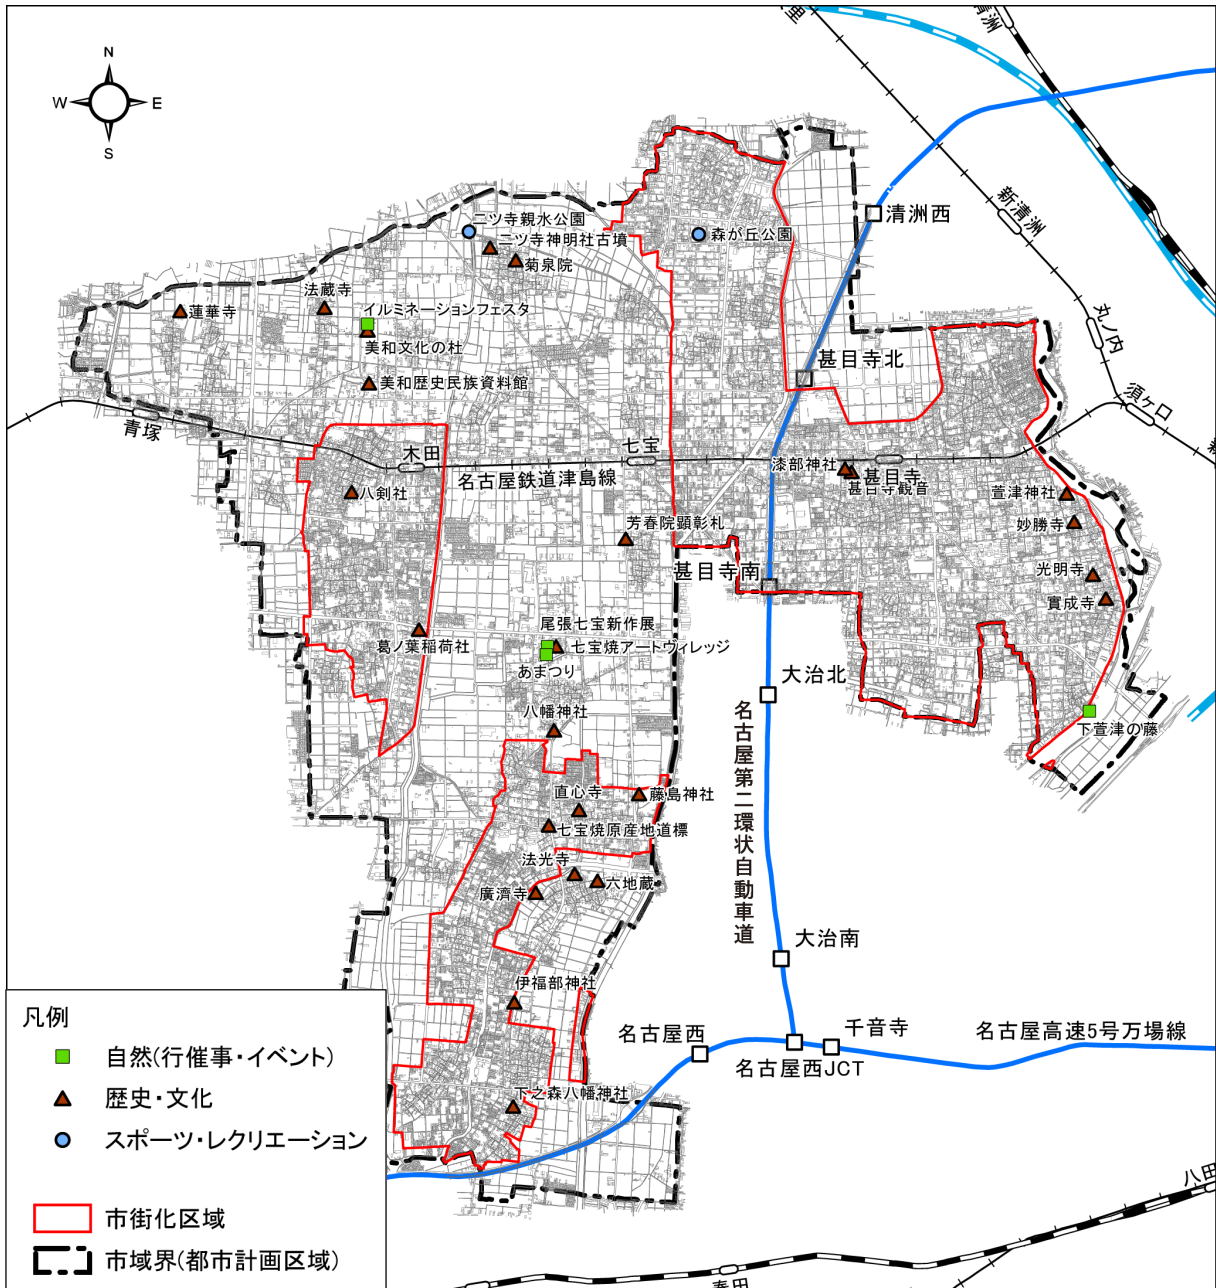 N
W
E
S
清洲
新清洲
清洲西
丸ノ内
須ケ口
二ツ寺親水公園
二ツ寺神明社古墳
菊泉院
森が丘公園
蓮華寺
法蔵寺
イルミネーションフェスタ
美和文化の杜
美和歴史民族資料館
甚目寺北
青塚
木田
七宝
名古屋鉄道津島線
漆部神社
甚目寺
甚目寺観音
八剣社
萱津神社
妙勝寺
芳春院顕彰札
甚目寺南
光明寺
實成寺
葛ノ葉稲荷社
尾張七宝新作展
七宝焼アートヴィレッジ
あまつり
大治北
八幡神社
下萱津の藤
名古屋第二環状自動車道
直心寺
藤島神社
七宝焼原産地道標
法光寺
六地蔵
廣濟寺
大治南
伊福部神社
名古屋西
千音寺
名古屋高速5号万場線
名古屋西JCT
下之森八幡神社
八田
春田
凡例
自然(行催事・イベント)
歴史・文化
スポーツ・レクリエーション
市街化区域
市域界(都市計画区域)